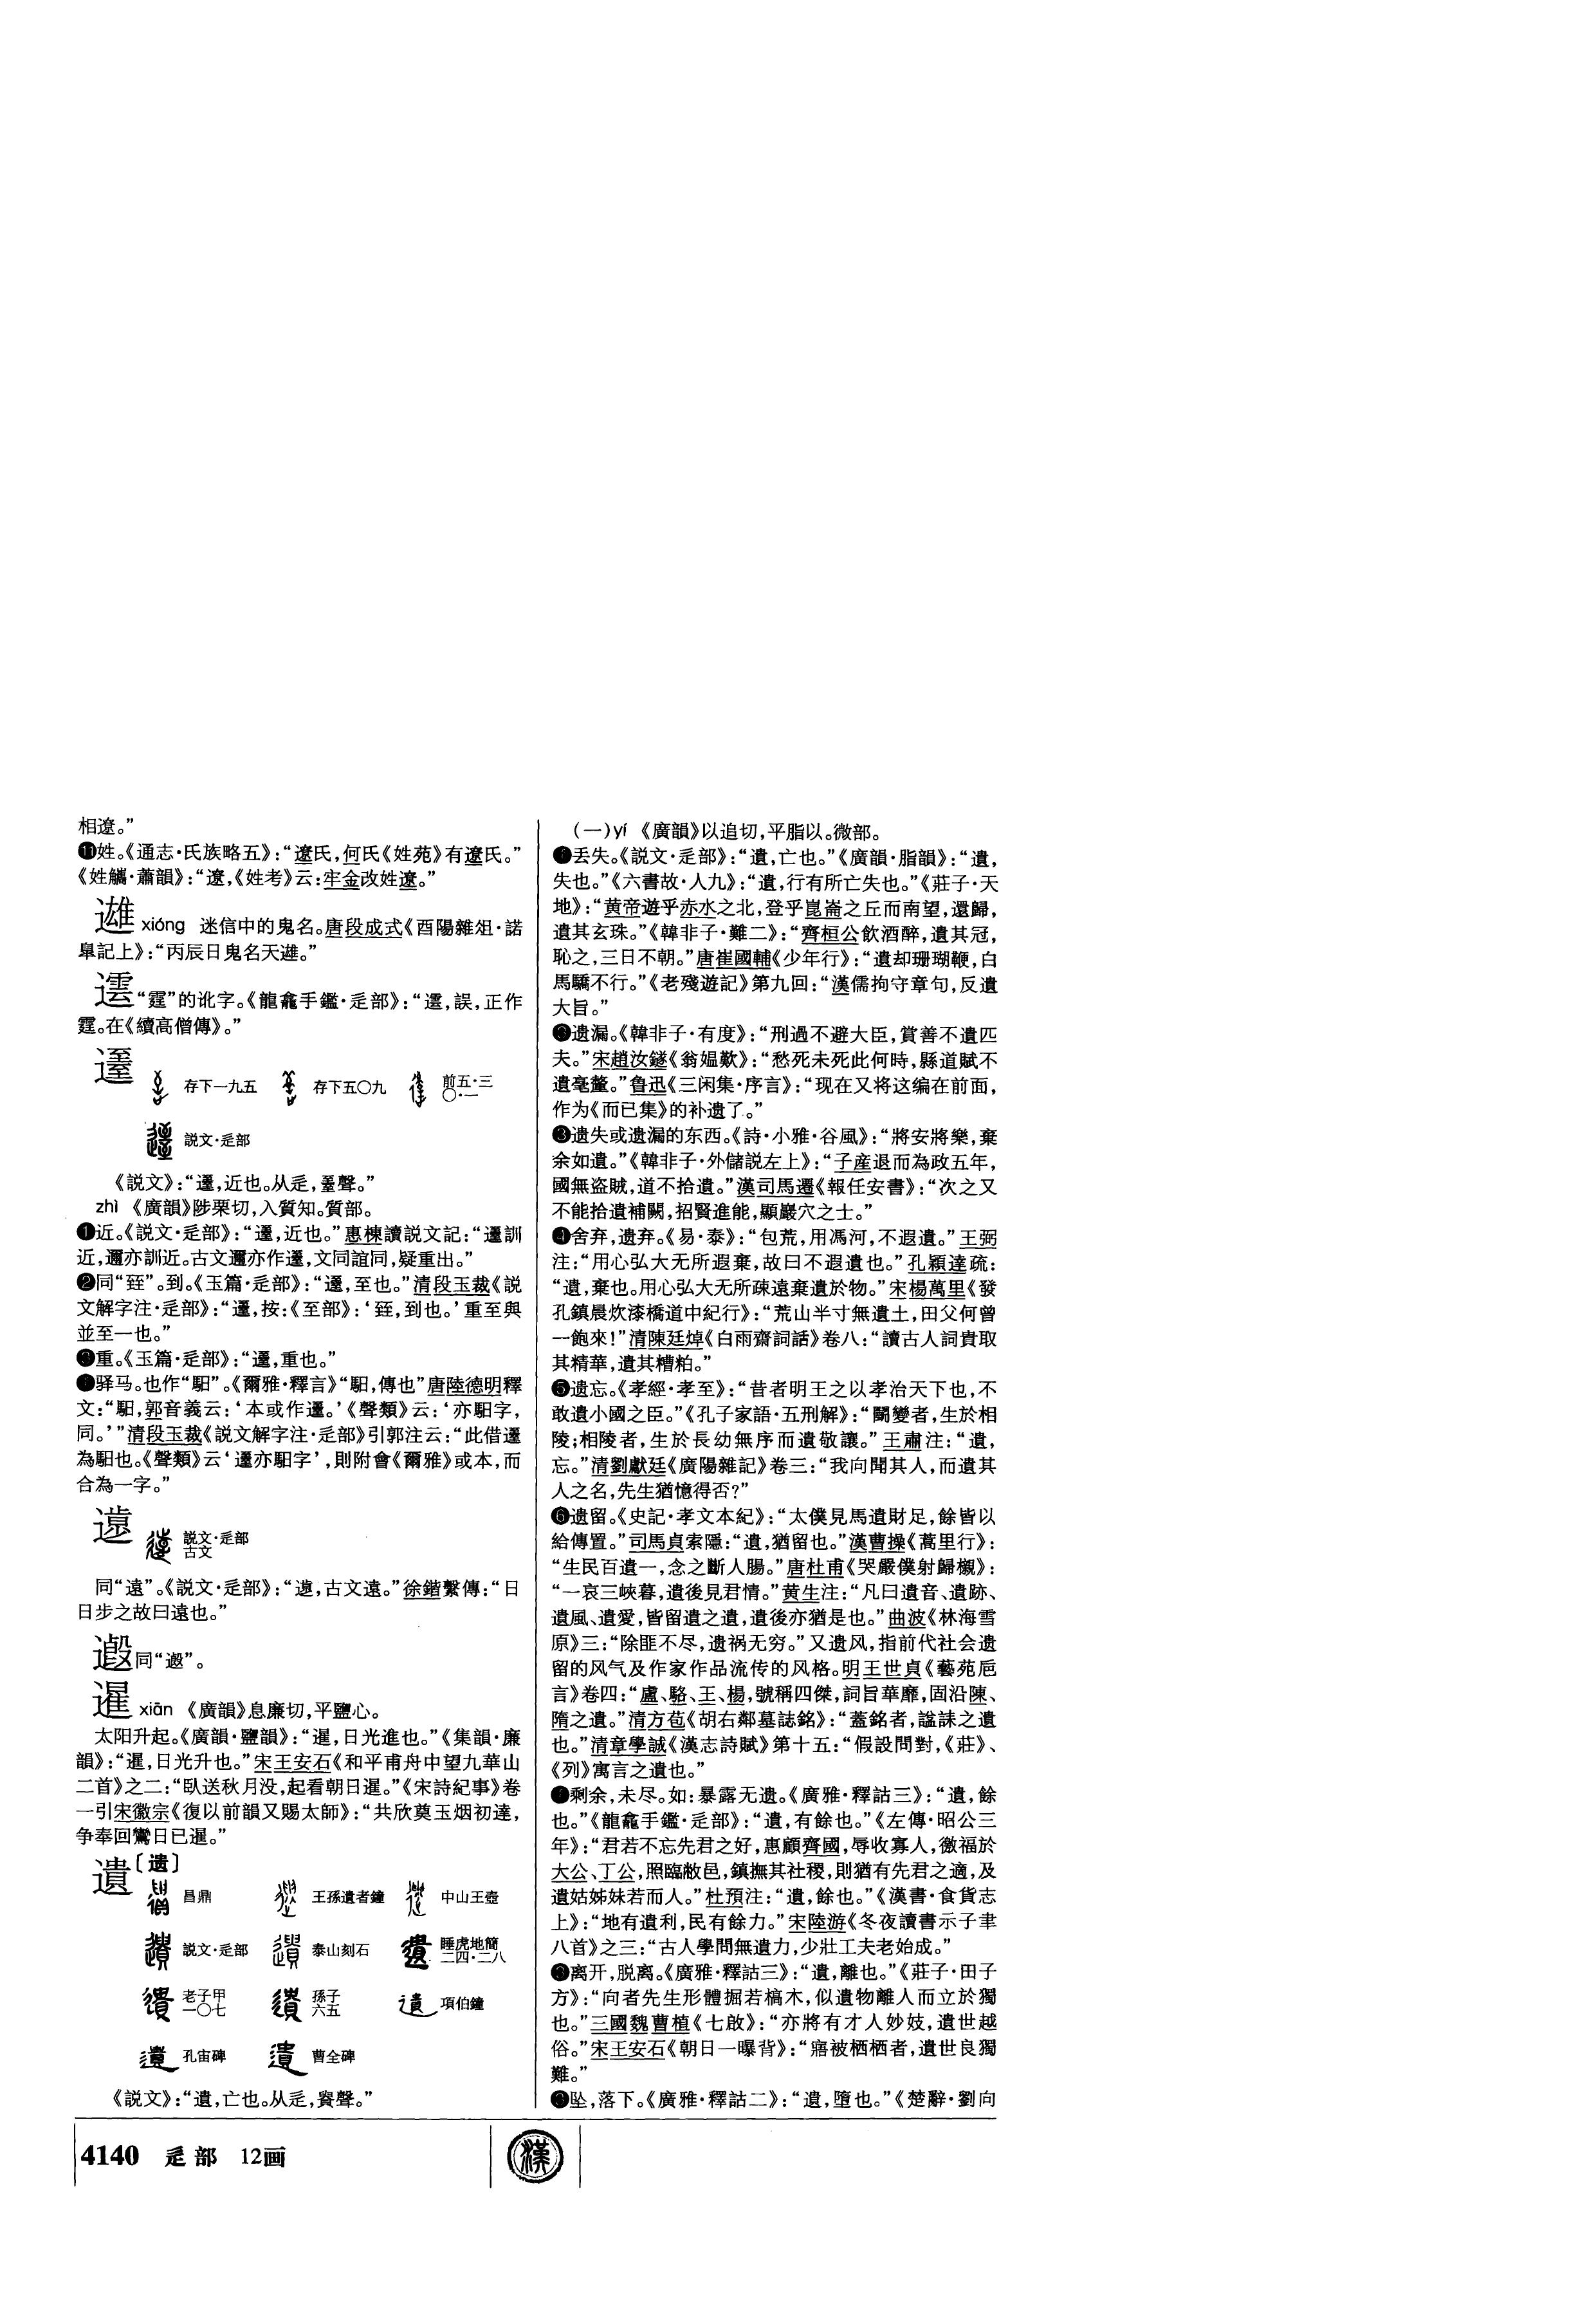 相遼。”
⓫姓。《通志·氏族略五》：“遼氏，何氏《姓苑》有遼氏。”
《姓觿·蕭韻》：“遼，《姓考》云：牢金改姓遼。”
xióng 迷信中的鬼名。唐段成式《酉陽雜俎·諾
臯記上》：“丙辰日鬼名天。”
“霆”的讹字。《龍龕手鑑·辵部》：“，誤，正作
霆。在《續高僧傳》。”
存下一九五 存下五〇九 前五·三〇·一
説文·辵部
《説文》：“，近也。从辵，聲。”
zhì 《廣韻》陟栗切，入質知。質部。
❶近。《説文·辵部》：“，近也。”惠棟讀説文記：“訓
近，邇亦訓近。古文邇亦作，文同誼同，疑重出。”
❷同“臸”。到。《玉篇·辵部》：“，至也。”清段玉裁《説
文解字注·辵部》：“，按：《至部》：‘臸，到也。’重至與
並至一也。”
❸重。《玉篇·辵部》：“，重也。”
❹驿马。也作“馹”。《爾雅·釋言》“馹，傳也”唐陸德明釋
文：“馹，郭音義云：‘本或作。’《聲類》云：‘亦馹字，
同。’”清段玉裁《説文解字注·辵部》引郭注云：“此借
為馹也。《聲類》云‘亦馹字’，則附會《爾雅》或本，而
合為一字。”
説文·辵部
古文
同“遠”。《説文·辵部》：“，古文遠。”徐鍇繫傳：“日
日步之故曰遠也。”
同“”。
暹 xiān 《廣韻》息廉切，平鹽心。
太阳升起。《廣韻·鹽韻》：“暹，日光進也。”《集韻·廉
韻》：“暹，日光升也。”宋王安石《和平甫舟中望九華山
二首》之二：“卧送秋月没，起看朝日暹。”《宋詩紀事》卷
一引宋徽宗《復以前韻又賜太師》：“共欣奠玉烟初達，
争奉回鸞日已暹。”
遺〔遗〕
曶鼎 王孫遺者鐘 中山王壺
説文·辵部 泰山刻石 睡虎地簡二四·二八
老子甲一〇七 孫子六五 項伯鐘
孔宙碑 曹全碑
《説文》：“遺，亡也。从辵，𧶠聲。”
（一）yí 《廣韻》以追切，平脂以。微部。
❶丢失。《説文·辵部》：“遺，亡也。”《廣韻·脂韻》：“遺，
失也。”《六書故·人九》：“遺，行有所亡失也。”《莊子·天
地》：“黄帝遊乎赤水之北，登乎崑崙之丘而南望，還歸，
遺其玄珠。”《韓非子·難二》：“齊桓公飲酒醉，遺其冠，
恥之，三日不朝。”唐崔國輔《少年行》：“遺却珊瑚鞭，白
馬驕不行。”《老殘遊記》第九回：“漢儒拘守章句，反遺
大旨。”
❷遗漏。《韓非子·有度》：“刑過不避大臣，賞善不遺匹
夫。”宋趙汝鐩《翁媪歎》：“愁死未死此何時，縣道賦不
遺毫釐。”鲁迅《三闲集·序言》：“现在又将这编在前面，
作为《而已集》的补遗了。”
❸遗失或遗漏的东西。《詩·小雅·谷風》：“將安將樂，棄
余如遺。”《韓非子·外儲説左上》：“子産退而為政五年，
國無盜賊，道不拾遺。”漢司馬遷《報任安書》：“次之又
不能拾遺補闕，招賢進能，顯巖穴之士。”
❹舍弃，遗弃。《易·泰》：“包荒，用馮河，不遐遺。”王弼
注：“用心弘大无所遐棄，故曰不遐遺也。”孔穎達疏：
“遺，棄也。用心弘大无所疎遠棄遺於物。”宋楊萬里《發
孔鎮晨炊漆橋道中紀行》：“荒山半寸無遺土，田父何曾
一飽來！”清陳廷焯《白雨齋詞話》卷八：“讀古人詞貴取
其精華，遺其糟粕。”
❺遗忘。《孝經·孝至》：“昔者明王之以孝治天下也，不
敢遺小國之臣。”《孔子家語·五刑解》：“鬭變者，生於相
陵；相陵者，生於長幼無序而遺敬讓。”王肅注：“遺，
忘。”清劉獻廷《廣陽雜記》卷三：“我向聞其人，而遺其
人之名，先生猶憶得否？”
❻遗留。《史記·孝文本紀》：“太僕見馬遺財足，餘皆以
給傳置。”司馬貞索隱：“遺，猶留也。”漢曹操《蒿里行》：
“生民百遺一，念之斷人腸。”唐杜甫《哭嚴僕射歸櫬》：
“一哀三峽暮，遺後見君情。”黄生注：“凡曰遺音、遺跡、
遺風、遺愛，皆留遺之遺，遺後亦猶是也。”曲波《林海雪
原》三：“除匪不尽，遗祸无穷。”又遗风，指前代社会遗
留的风气及作家作品流传的风格。明王世貞《藝苑卮
言》卷四：“盧、駱、王、楊，號稱四傑，詞旨華靡，固沿陳、
隋之遺。”清方苞《胡右鄰墓誌銘》：“蓋銘者，謚誄之遺
也。”清章學誠《漢志詩賦》第十五：“假設問對，《莊》、
《列》寓言之遺也。”
❼剩余，未尽。如：暴露无遗。《廣雅·釋詁三》：“遺，餘
也。”《龍龕手鑑·辵部》：“遺，有餘也。”《左傳·昭公三
年》：“君若不忘先君之好，惠顧齊國，辱收寡人，徼福於
大公、丁公，照臨敝邑，鎮撫其社稷，則猶有先君之適，及
遺姑姊妹若而人。”杜預注：“遺，餘也。”《漢書·食貨志
上》：“地有遺利，民有餘力。”宋陸游《冬夜讀書示子聿
八首》之三：“古人學問無遺力，少壯工夫老始成。”
❽离开，脱离。《廣雅·釋詁三》：“遺，離也。”《莊子·田子
方》：“向者先生形體掘若槁木，似遺物離人而立於獨
也。”三國魏曹植《七啟》：“亦將有才人妙妓，遺世越
俗。”宋王安石《朝日一曝背》：“寤彼栖栖者，遺世良獨
難。”
❾坠，落下。《廣雅·釋詁二》：“遺，墮也。”《楚辭·劉向
4140 辵部 12画
漢